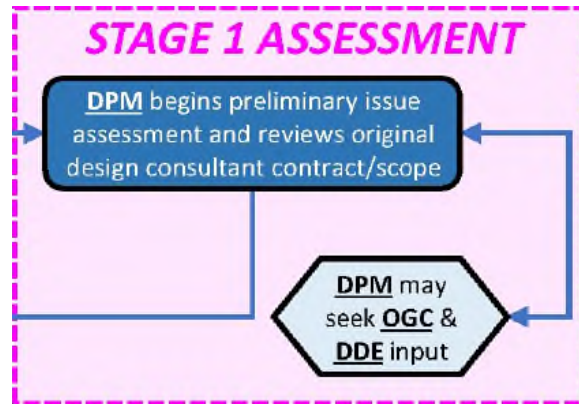 STAGE 1 ASSESSMENT
DPM begins preliminary issue
assessment and reviews original
design consultant contract/scope
DPM may
seek OGC &
DDE input